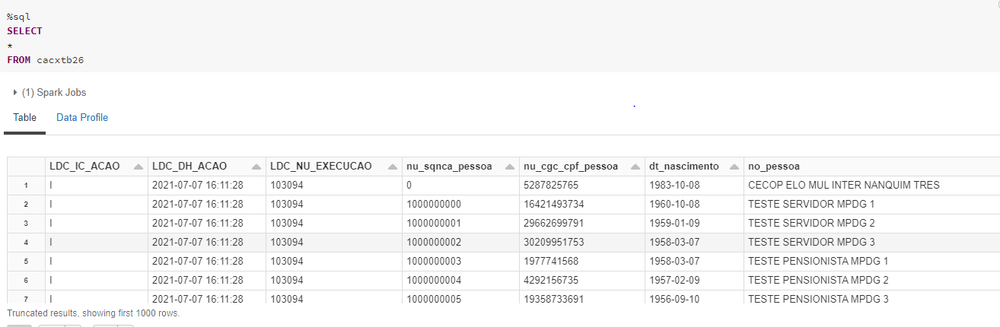 %sql
SELECT
*
FROM cacxtb26
(1) Spark Jobs
Table Data Profile
LDC_IC_ACAO LDC_DH_ACAO LDC_NU_EXECUCAO nu_sqnca_pessoa nu_cgc_cpf_pessoa dt_nascimento no_pessoa
1 I 2021-07-07 16:11:28 103094 0 5287825765 1983-10-08 CECOP ELO MUL INTER NANQUIM TRES
2 I 2021-07-07 16:11:28 103094 1000000000 16421493734 1960-10-08 TESTE SERVIDOR MPDG 1
3 I 2021-07-07 16:11:28 103094 1000000001 29662699791 1959-01-09 TESTE SERVIDOR MPDG 2
4 I 2021-07-07 16:11:28 103094 1000000002 30209951753 1958-03-07 TESTE SERVIDOR MPDG 3
5 I 2021-07-07 16:11:28 103094 1000000003 1977741568 1958-03-07 TESTE PENSIONISTA MPDG 1
6 I 2021-07-07 16:11:28 103094 1000000004 4292156735 1957-02-09 TESTE PENSIONISTA MPDG 2
7 I 2021-07-07 16:11:28 103094 1000000005 19358733691 1956-09-10 TESTE PENSIONISTA MPDG 3
Truncated results, showing first 1000 rows.